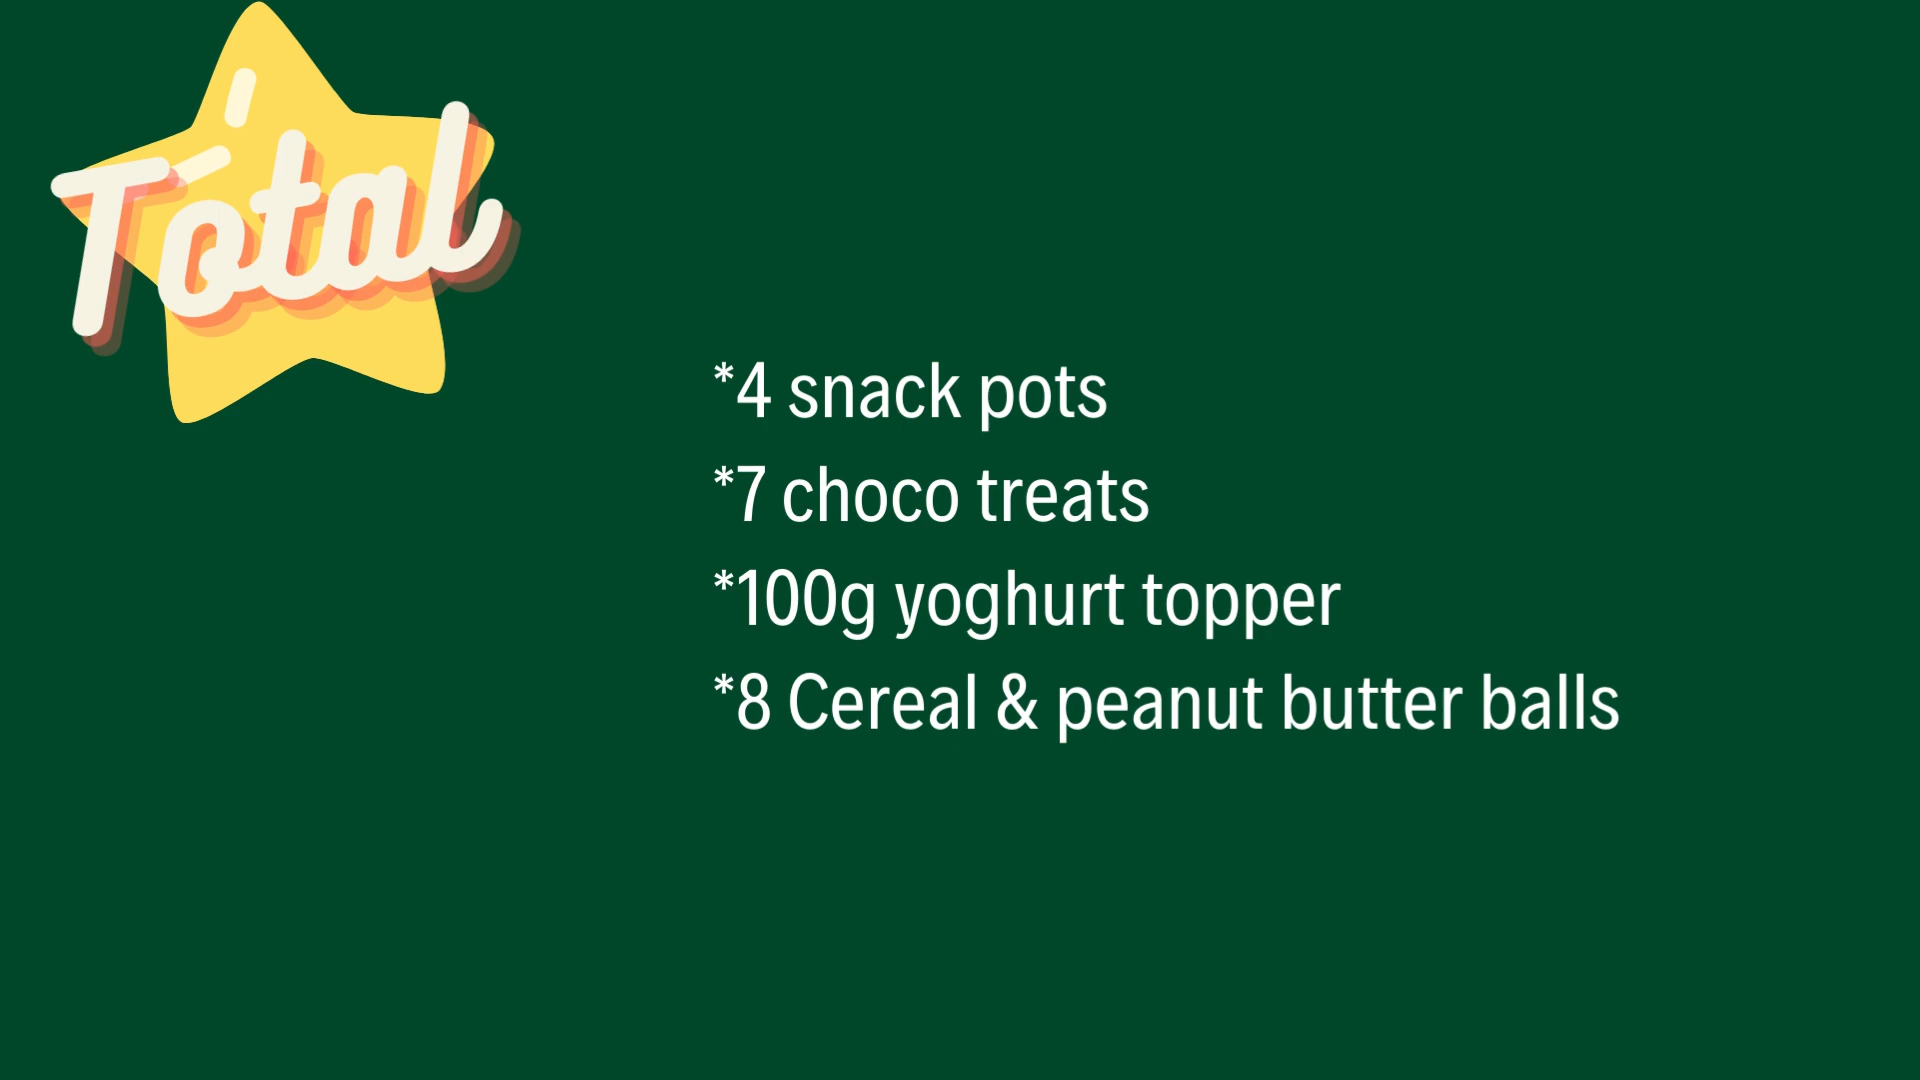 Total
*4 snack pots
*7 choco treats
*100g yoghurt topper
*8 Cereal & peanut butter balls